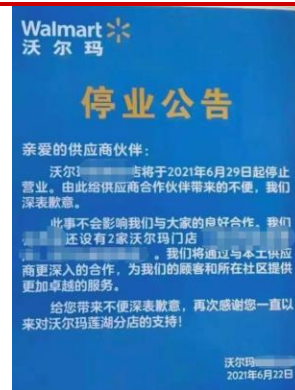 Walmart
沃尔玛
停业公告
亲爱的供应商伙伴：
沃尔 店将于2021年6月29日起停止
营业。由此给供应商合作伙伴带来的不便，我们
深表歉意。
此事不会影响我们与大家的良好合作。我们
还设有2家沃尔玛门店
。我们将通过与本土供应
商更深入的合作，为我们的顾客和所在社区提供
更加卓越的服务。
给您带来不便深表歉意，再次感谢您一直以
来对沃尔玛莲湖分店的支持！
沃尔玛
2021年6月22日